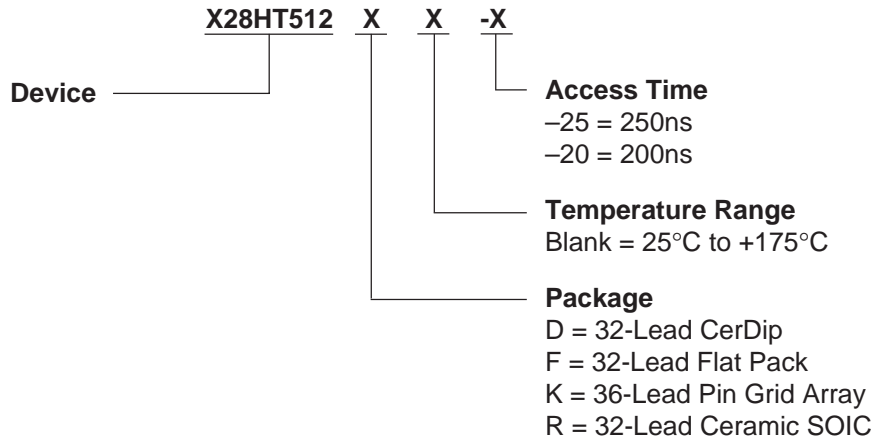 X28HT512 X X -X
Device
Access Time
–25 = 250ns
–20 = 200ns
Temperature Range
Blank = 25°C to +175°C
Package
D = 32-Lead CerDip
F = 32-Lead Flat Pack
K = 36-Lead Pin Grid Array
R = 32-Lead Ceramic SOIC